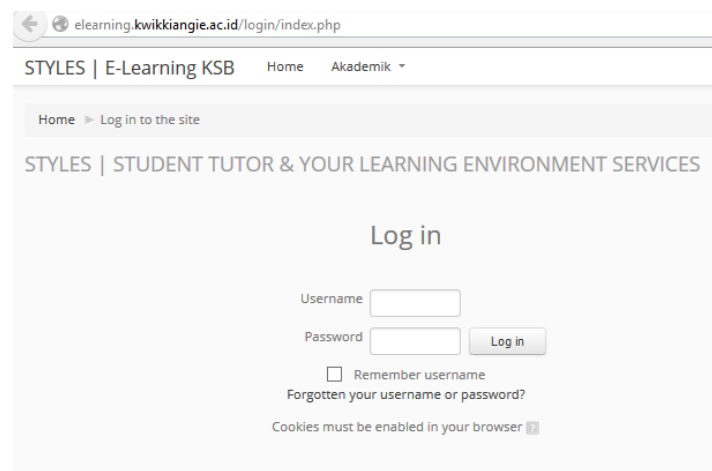 elearning.kwikkiangie.ac.id/login/index.php
STYLES | E-Learning KSB Home Akademik
Home Log in to the site
STYLES | STUDENT TUTOR & YOUR LEARNING ENVIRONMENT SERVICES
Log in
Username
Password Log in
Remember username
Forgotten your username or password?
Cookies must be enabled in your browser ?